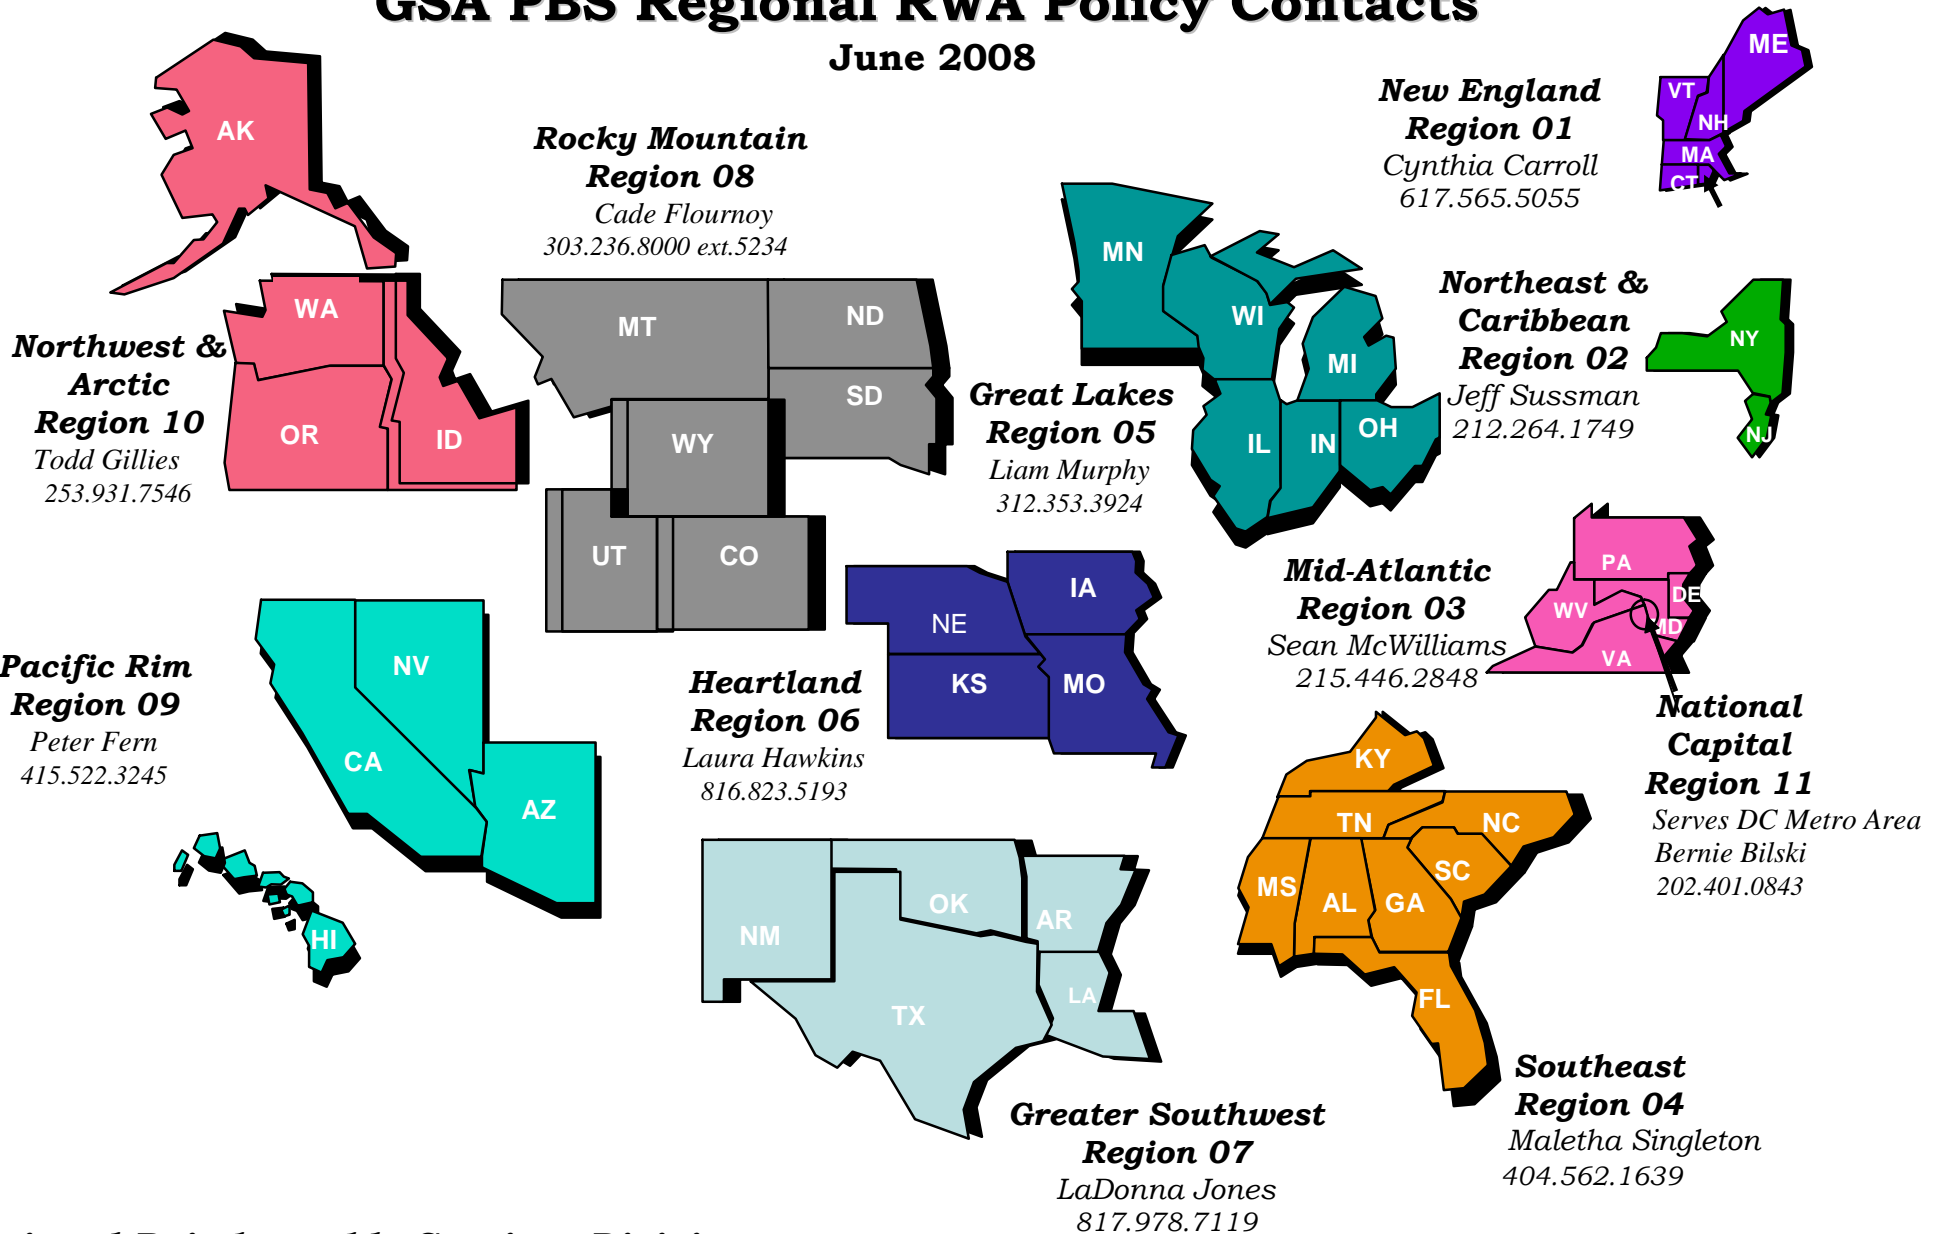 GSA PBS Regional RWA Policy Contacts
June 2008
AK
Rocky Mountain
Region 08
Cade Flournoy
303.236.8000 ext.5234
New England
Region 01
Cynthia Carroll
617.565.5055
ME
VT
NH
MA
CT
Northwest &
Arctic
Region 10
Todd Gillies
253.931.7546
WA
OR
ID
MT
ND
SD
WY
UT
CO
MN
WI
MI
IL
IN
OH
Great Lakes
Region 05
Liam Murphy
312.353.3924
Northeast &
Caribbean
Region 02
Jeff Sussman
212.264.1749
NY
NJ
Mid-Atlantic
Region 03
Sean McWilliams
215.446.2848
PA
DE
WV
MD
VA
Pacific Rim
Region 09
Peter Fern
415.522.3245
NV
CA
AZ
HI
Heartland
Region 06
Laura Hawkins
816.823.5193
NE
IA
KS
MO
National
Capital
Region 11
Serves DC Metro Area
Bernie Bilski
202.401.0843
KY
TN
NC
SC
MS
AL
GA
FL
Southeast
Region 04
Maletha Singleton
404.562.1639
NM
OK
AR
TX
LA
Greater Southwest
Region 07
LaDonna Jones
817.978.7119